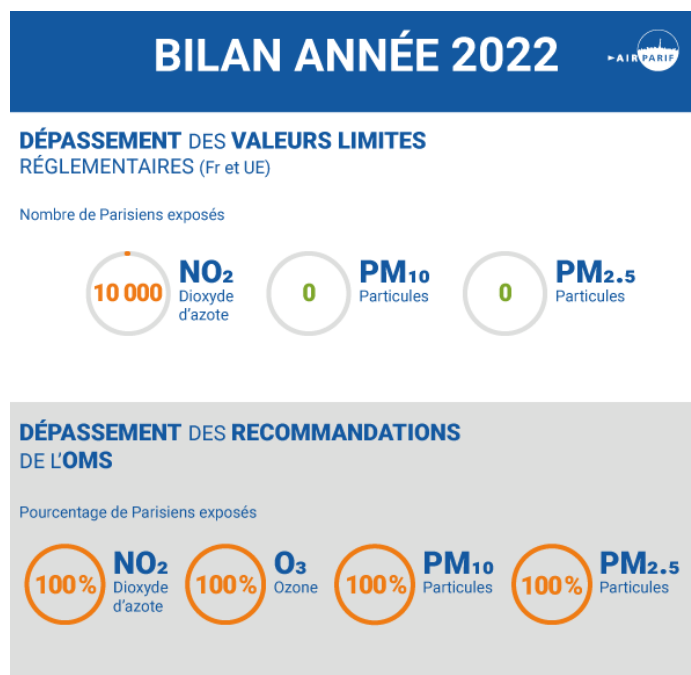 BILAN ANNÉE 2022
AIRPARIF
DÉPASSEMENT DES VALEURS LIMITES
RÉGLEMENTAIRES (Fr et UE)
Nombre de Parisiens exposés
10 000
NO₂
Dioxyde
d'azote
0
PM₁₀
Particules
0
PM₂.₅
Particules
DÉPASSEMENT DES RECOMMANDATIONS
DE L'OMS
Pourcentage de Parisiens exposés
100%
NO₂
Dioxyde
d'azote
100%
O₃
Ozone
100%
PM₁₀
Particules
100%
PM₂.₅
Particules